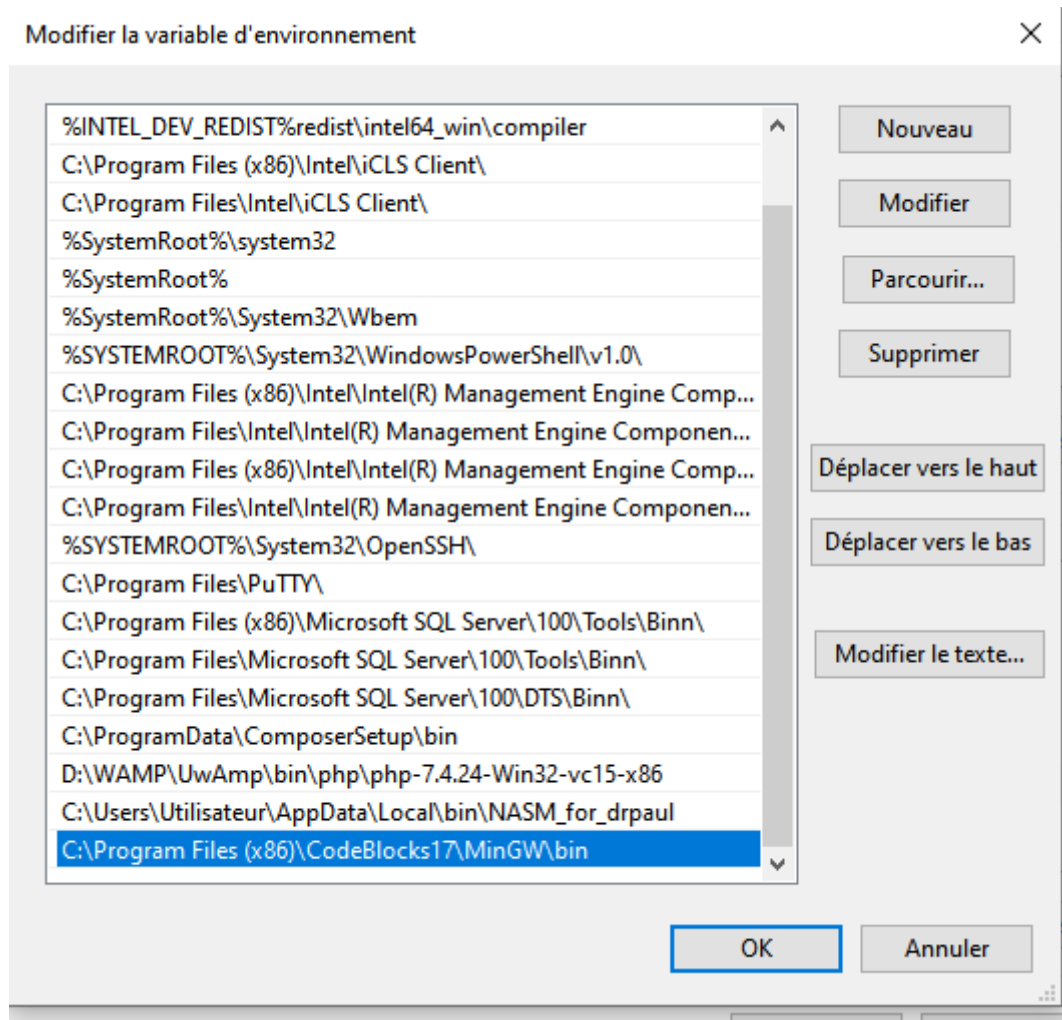 Modifier la variable d'environnement
%INTEL_DEV_REDIST%redist\intel64_win\compiler
C:\Program Files (x86)\Intel\iCLS Client\
C:\Program Files\Intel\iCLS Client\
%SystemRoot%\system32
%SystemRoot%
%SystemRoot%\System32\Wbem
%SYSTEMROOT%\System32\WindowsPowerShell\v1.0\
C:\Program Files (x86)\Intel\Intel(R) Management Engine Comp...
C:\Program Files\Intel\Intel(R) Management Engine Componen...
C:\Program Files (x86)\Intel\Intel(R) Management Engine Comp...
C:\Program Files\Intel\Intel(R) Management Engine Componen...
%SYSTEMROOT%\System32\OpenSSH\
C:\Program Files\PuTTY\
C:\Program Files (x86)\Microsoft SQL Server\100\Tools\Binn\
C:\Program Files\Microsoft SQL Server\100\Tools\Binn\
C:\Program Files\Microsoft SQL Server\100\DTS\Binn\
C:\ProgramData\ComposerSetup\bin
D:\WAMP\UwAmp\bin\php\php-7.4.24-Win32-vc15-x86
C:\Users\Utilisateur\AppData\Local\bin\NASM_for_drpaul
C:\Program Files (x86)\CodeBlocks17\MinGW\bin
Nouveau
Modifier
Parcourir...
Supprimer
Déplacer vers le haut
Déplacer vers le bas
Modifier le texte...
OK
Annuler